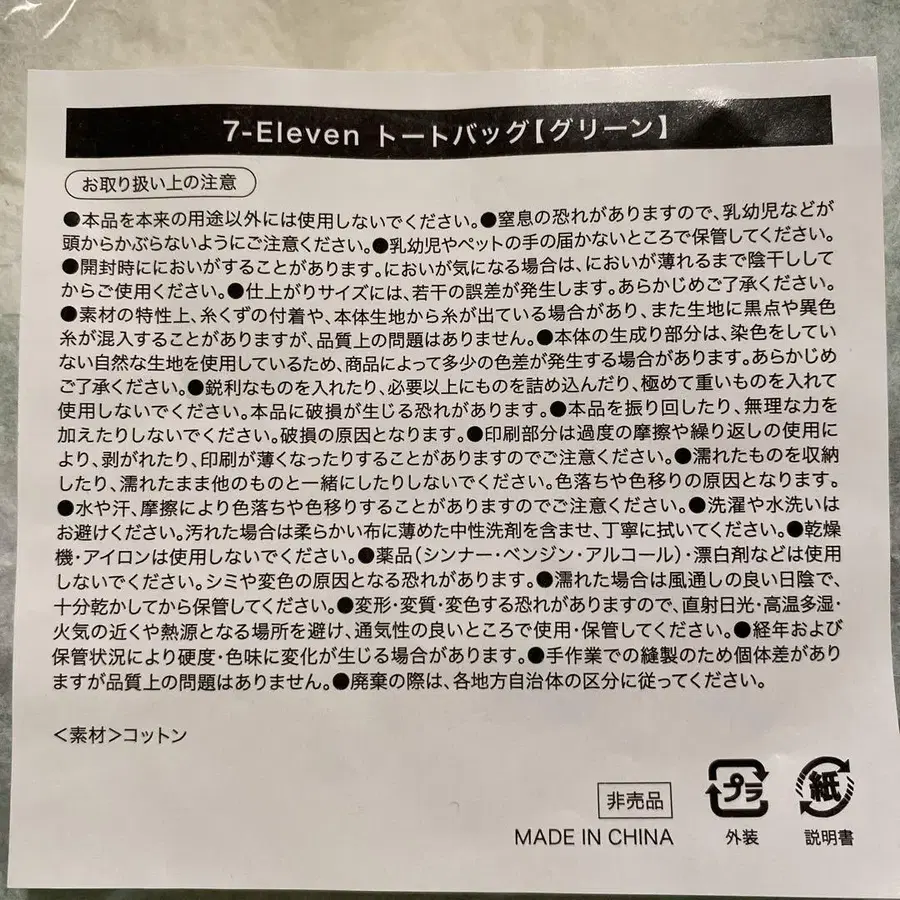 7-Eleven トートバッグ【グリーン】
お取り扱い上の注意
●本品を本来の用途以外には使用しないでください。●窒息の恐れがありますので、乳幼児などが
頭からかぶらないようにご注意ください。●乳幼児やペットの手の届かないところで保管してください。
●開封時ににおいがすることがあります。においが気になる場合は、においが薄れるまで陰干しして
からご使用ください。●仕上がりサイズには、若干の誤差が発生します。あらかじめご了承ください。
●素材の特性上、糸くずの付着や、本体生地から糸が出ている場合があり、また生地に黒点や異色
糸が混入することがありますが、品質上の問題はありません。●本体の生成り部分は、染色をしてい
ない自然な生地を使用しているため、商品によって多少の色差が発生する場合があります。あらかじめ
ご了承ください。●鋭利なものを入れたり、必要以上にものを詰め込んだり、極めて重いものを入れて
使用しないでください。本品に破損が生じる恐れがあります。●本品を振り回したり、無理な力を
加えたりしないでください。破損の原因となります。●印刷部分は過度の摩擦や繰り返しの使用に
より、剥がれたり、印刷が薄くなったりすることがありますのでご注意ください。●濡れたものを収納
したり、濡れたまま他のものと一緒にしたりしないでください。色落ちや色移りの原因となります。
●水や汗、摩擦により色落ちや色移りすることがありますのでご注意ください。●洗濯や水洗いは
お避けください。汚れた場合は柔らかい布に薄めた中性洗剤を含ませ、丁寧に拭いてください。●乾燥
機・アイロンは使用しないでください。●薬品(シンナー・ベンジン・アルコール)・漂白剤などは使用
しないでください。シミや変色の原因となる恐れがあります。●濡れた場合は風通しの良い日陰で、
十分乾かしてから保管してください。●変形・変質・変色する恐れがありますので、直射日光・高温多湿・
火気の近くや熱源となる場所を避け、通気性の良いところで使用・保管してください。●経年および
保管状況により硬度・色味に変化が生じる場合があります。●手作業での縫製のため個体差があり
ますが品質上の問題はありません。●廃棄の際は、各地方自治体の区分に従ってください。
<素材>コットン
非売品
MADE IN CHINA
プラ
外装
紙
説明書